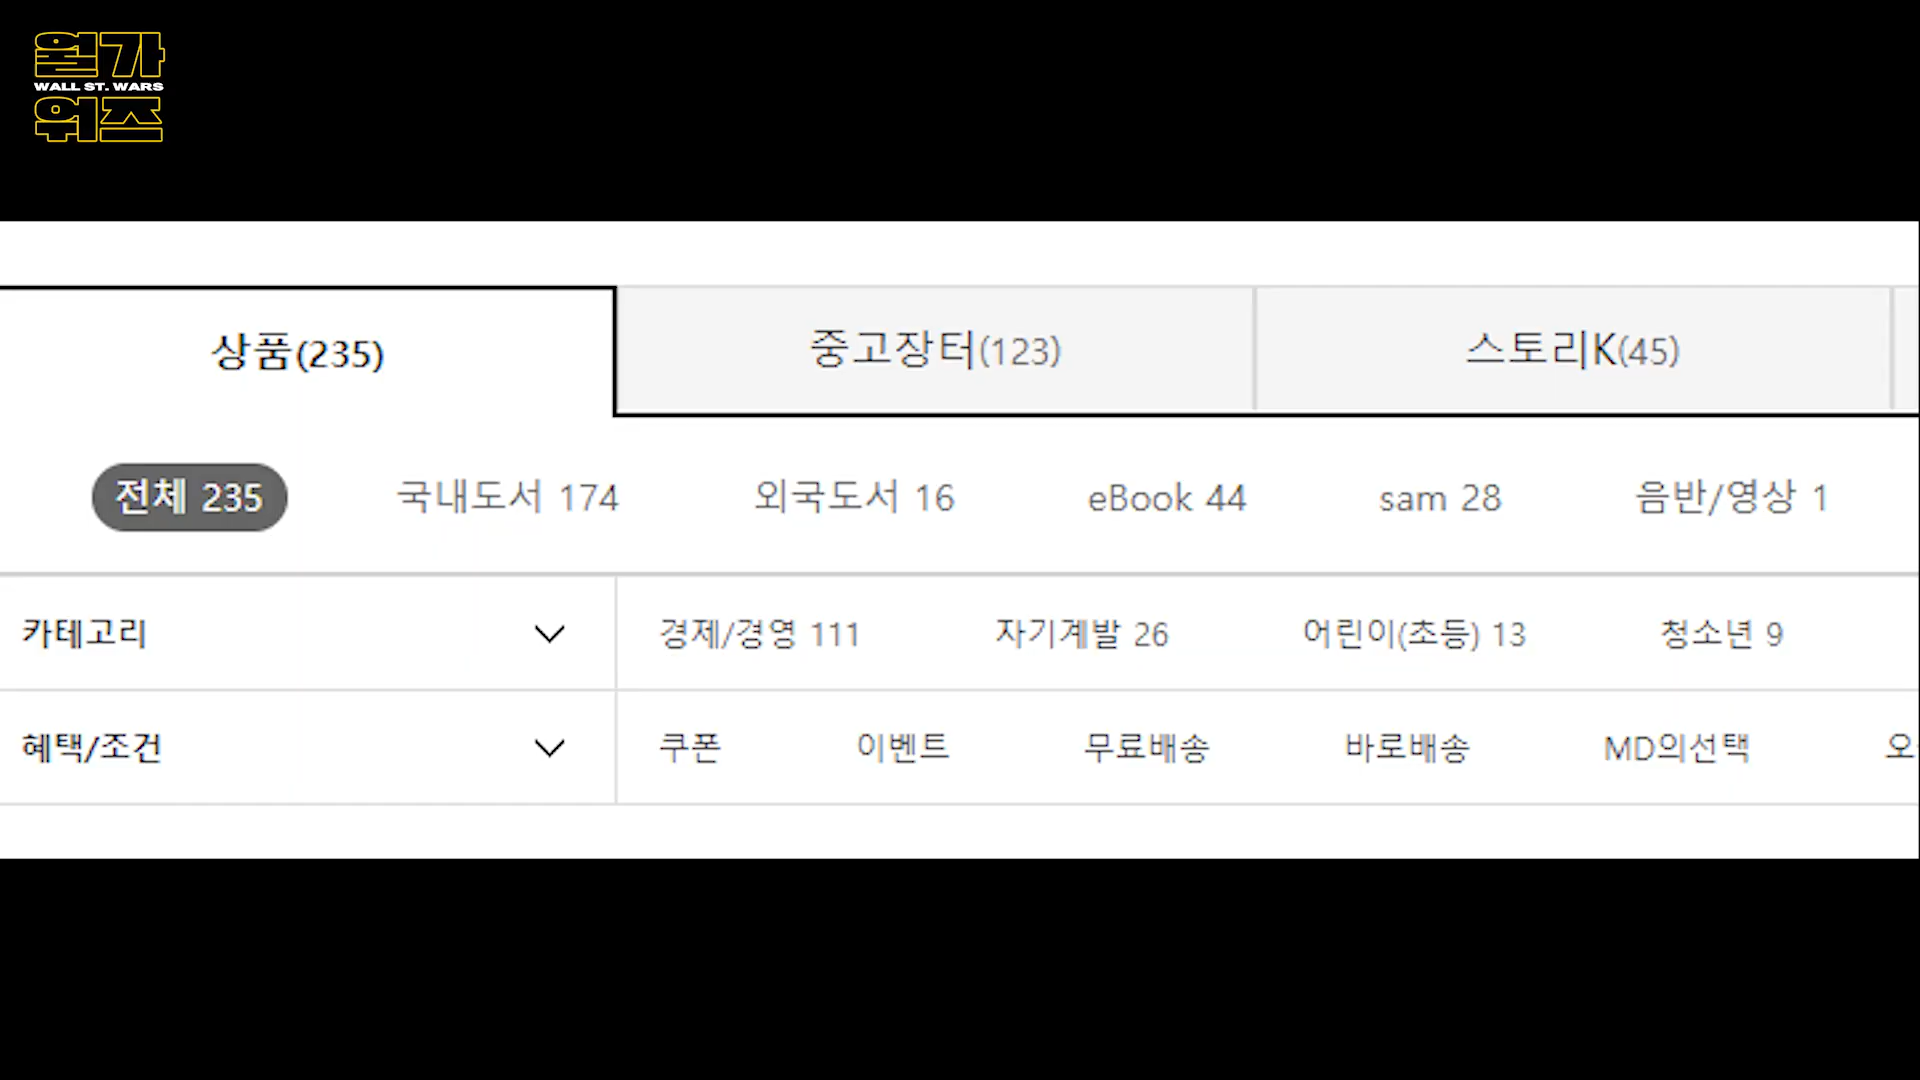 월가
WALL ST. WARS
워즈
상품(235) 중고장터(123) 스토리K(45)
전체 235 국내도서 174 외국도서 16 eBook 44 sam 28 음반/영상 1
카테고리 경제/경영 111 자기계발 26 어린이(초등) 13 청소년 9
혜택/조건 쿠폰 이벤트 무료배송 바로배송 MD의선택